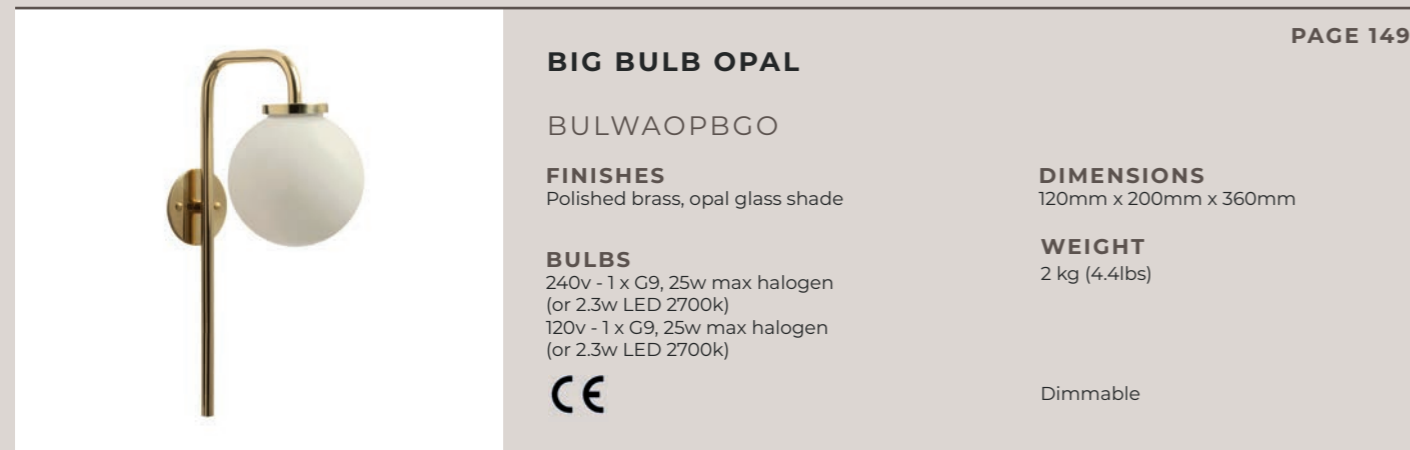 PAGE 149
BIG BULB OPAL
BULWAOPBGO
FINISHES
Polished brass, opal glass shade
BULBS
240v - 1 x G9, 25w max halogen
(or 2.3w LED 2700k)
120v - 1 x G9, 25w max halogen
(or 2.3w LED 2700k)
CE
DIMENSIONS
120mm x 200mm x 360mm
WEIGHT
2 kg (4.4lbs)
Dimmable